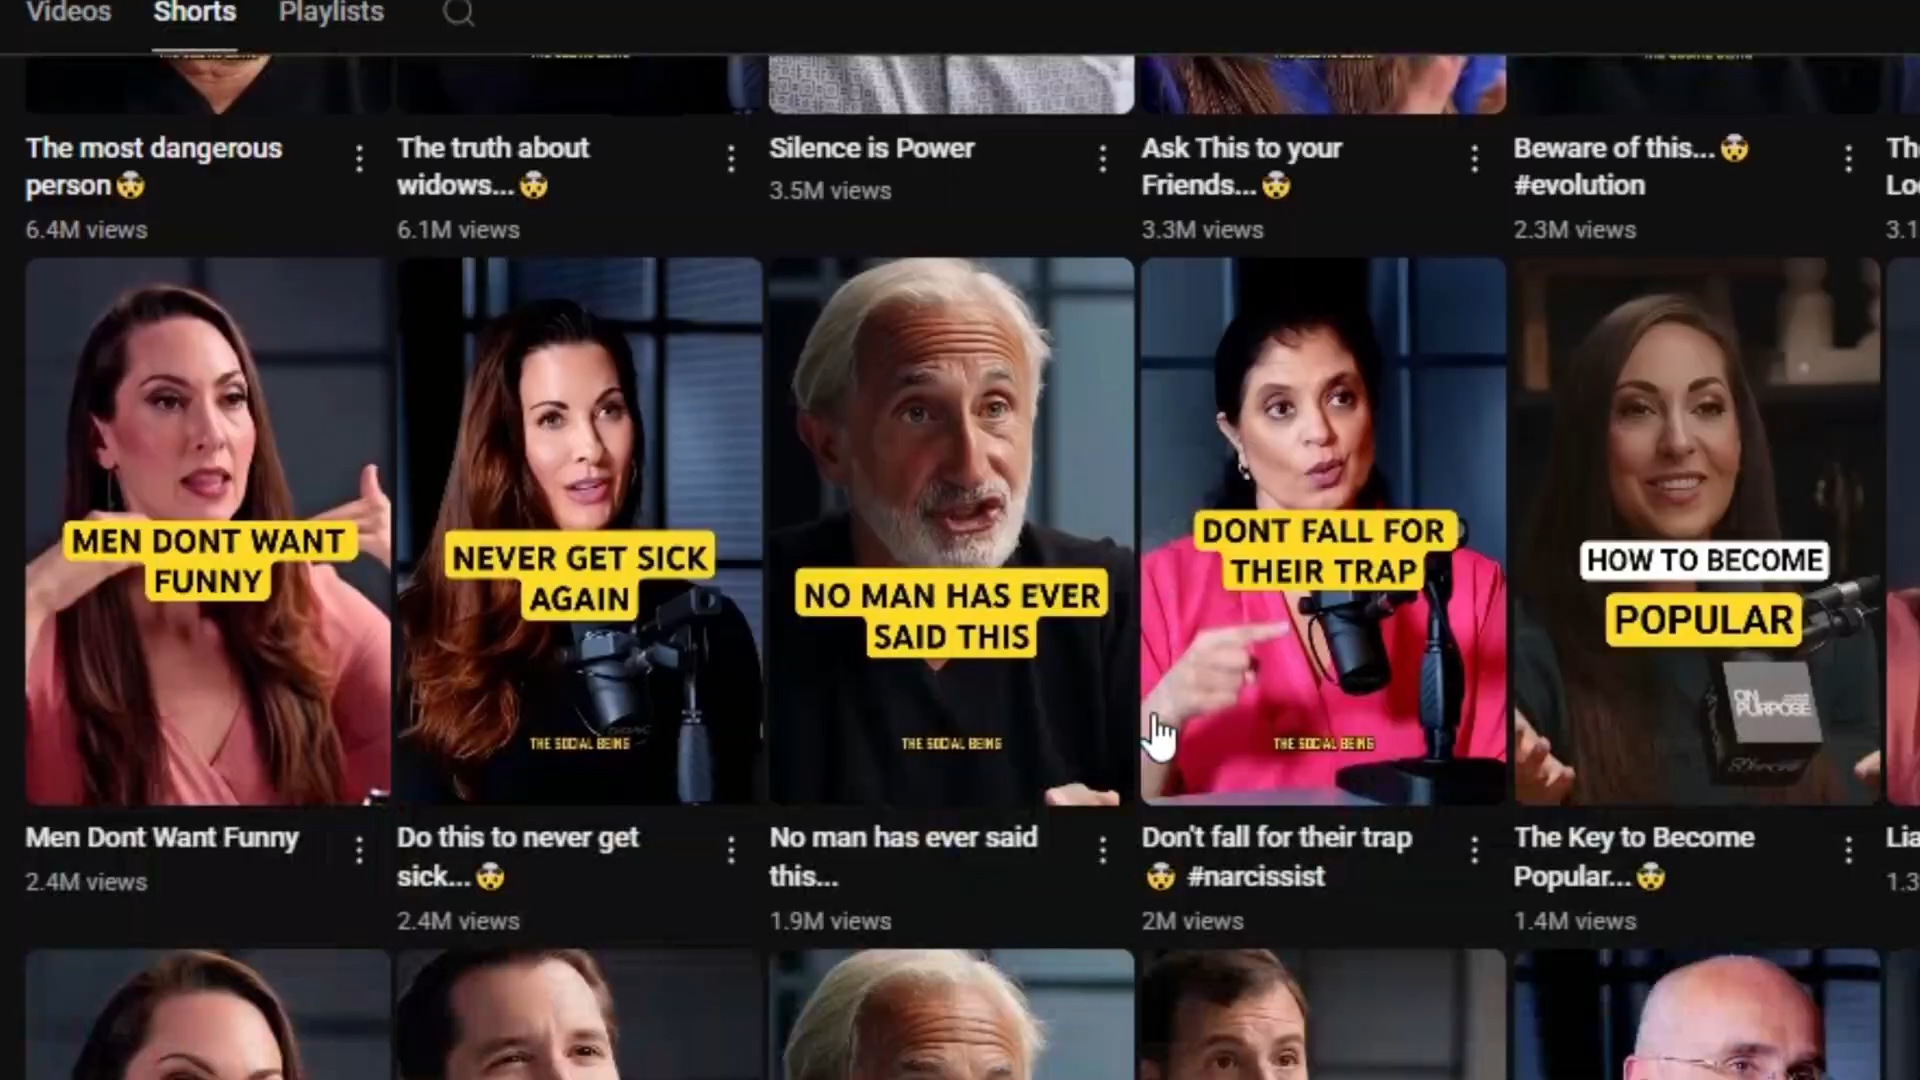 Videos Shorts Playlists
The most dangerous
person
6.4M views
The truth about
widows...
6.1M views
Silence is Power
3.5M views
Ask This to your
Friends...
3.3M views
Beware of this...
#evolution
2.3M views
3.1
MEN DONT WANT
FUNNY
NEVER GET SICK
AGAIN
THE SOCIAL BEING
NO MAN HAS EVER
SAID THIS
THE SOCIAL BEING
DONT FALL FOR
THEIR TRAP
THE SOCIAL BEING
HOW TO BECOME
POPULAR
ON
PURPOSE
Men Dont Want Funny
2.4M views
Do this to never get
sick...
2.4M views
No man has ever said
this...
1.9M views
Don't fall for their trap
#narcissist
2M views
The Key to Become
Popular...
1.4M views
1.3